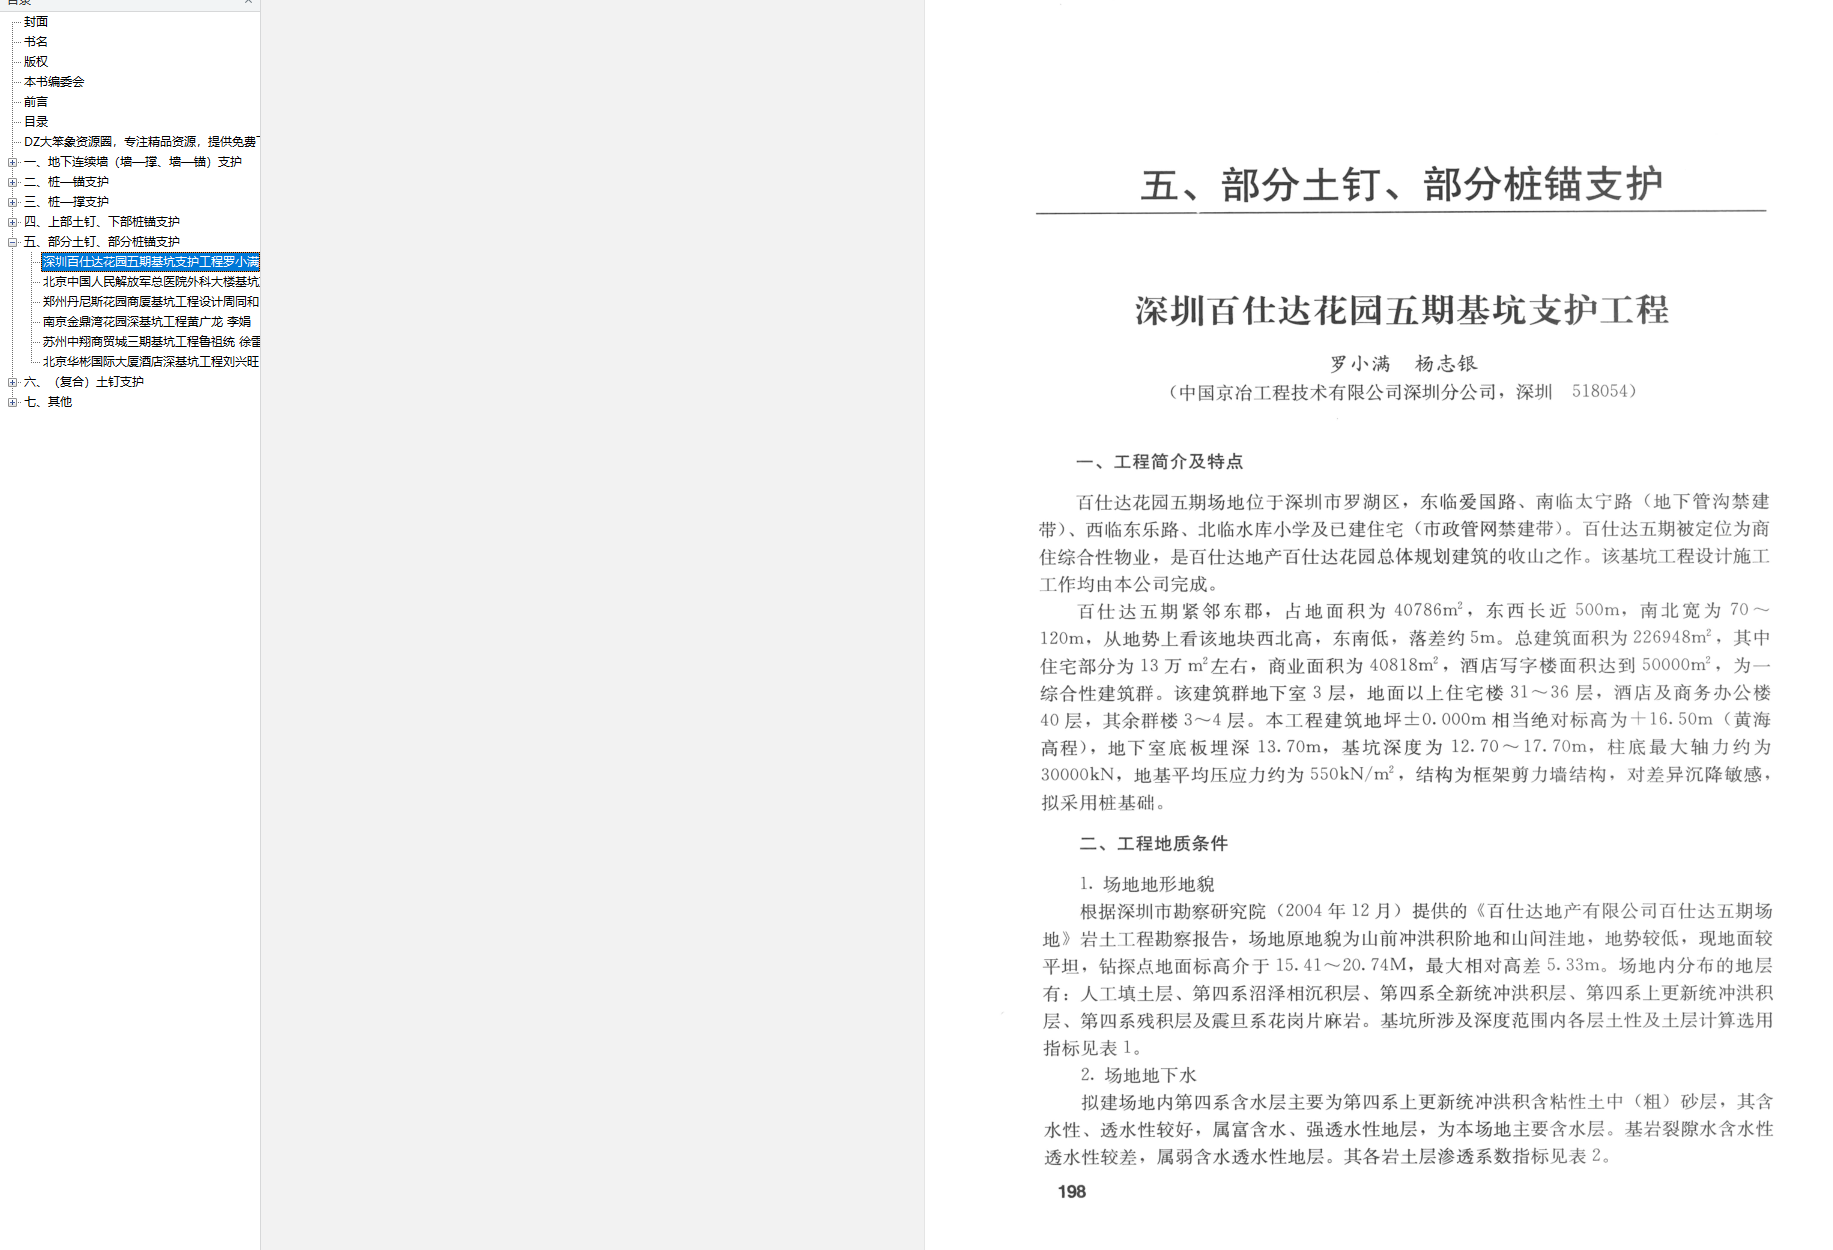 目录
封面
书名
版权
本书编委会
前言
目录
DZ大笨象资源圈，专注精品资源，提供免费
一、地下连续墙（墙—撑、墙—锚）支护
二、桩—锚支护
三、桩—撑支护
四、上部土钉、下部桩锚支护
五、部分土钉、部分桩锚支护
深圳百仕达花园五期基坑支护工程罗小满
北京中国人民解放军总医院外科大楼基坑
郑州丹尼斯花园商厦基坑工程设计周同和
南京金鼎湾花园深基坑工程黄广龙 李娟
苏州中翔商贸城三期基坑工程鲁祖统 徐雷
北京华彬国际大厦酒店深基坑工程刘兴旺
六、（复合）土钉支护
七、其他
五、部分土钉、部分桩锚支护
深圳百仕达花园五期基坑支护工程
罗小满 杨志银
（中国京冶工程技术有限公司深圳分公司，深圳 518054）
一、工程简介及特点
百仕达花园五期场地位于深圳市罗湖区，东临爱国路、南临太宁路（地下管沟禁建
带）、西临东乐路、北临水库小学及已建住宅（市政管网禁建带）。百仕达五期被定位为商
住综合性物业，是百仕达地产百仕达花园总体规划建筑的收山之作。该基坑工程设计施工
工作均由本公司完成。
百仕达五期紧邻东郡，占地面积为 40786m²，东西长近 500m，南北宽为 70～
120m，从地势上看该地块西北高，东南低，落差约 5m。总建筑面积为 226948m²，其中
住宅部分为 13 万 m²左右，商业面积为 40818m²，酒店写字楼面积达到 50000m²，为一
综合性建筑群。该建筑群地下室 3 层，地面以上住宅楼 31～36 层，酒店及商务办公楼
40 层，其余群楼 3～4 层。本工程建筑地坪±0.000m 相当绝对标高为＋16.50m（黄海
高程），地下室底板埋深 13.70m，基坑深度为 12.70～17.70m，柱底最大轴力约为
30000kN，地基平均压应力约为 550kN/m²，结构为框架剪力墙结构，对差异沉降敏感，
拟采用桩基础。
二、工程地质条件
1. 场地地形地貌
根据深圳市勘察研究院（2004 年 12 月）提供的《百仕达地产有限公司百仕达五期场
地》岩土工程勘察报告，场地原地貌为山前冲洪积阶地和山间洼地，地势较低，现地面较
平坦，钻探点地面标高介于 15.41～20.74M，最大相对高差 5.33m。场地内分布的地层
有：人工填土层、第四系沼泽相沉积层、第四系全新统冲洪积层、第四系上更新统冲洪积
层、第四系残积层及震旦系花岗片麻岩。基坑所涉及深度范围内各层土性及土层计算选用
指标见表 1。
2. 场地地下水
拟建场地内第四系含水层主要为第四系上更新统冲洪积含粘性土中（粗）砂层，其含
水性、透水性较好，属富含水、强透水性地层，为本场地主要含水层。基岩裂隙水含水性
透水性较差，属弱含水透水性地层。其各岩土层渗透系数指标见表 2。
198